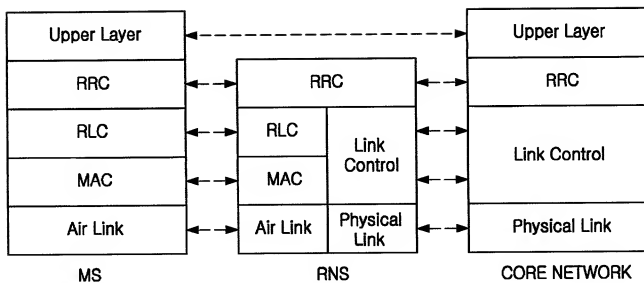 Upper Layer
RRC
RLC
MAC
Air Link
MS
RRC
RLC
MAC
Link
Control
Air Link
Physical
Link
RNS
Upper Layer
RRC
Link Control
Physical Link
CORE NETWORK